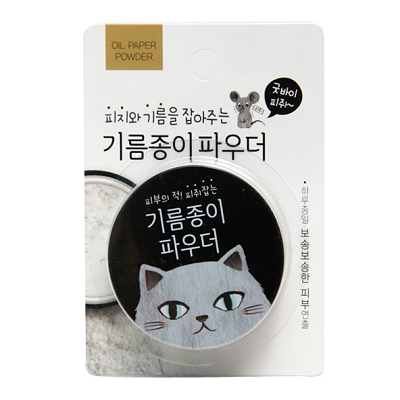 OIL PAPER
POWDER
굿바이
피쥐~
피지와 기름을 잡아주는
기름종이 파우더
피부의 적! 피쥐잡는
기름종이
파우더
하루종일 보송보송한 피부연출